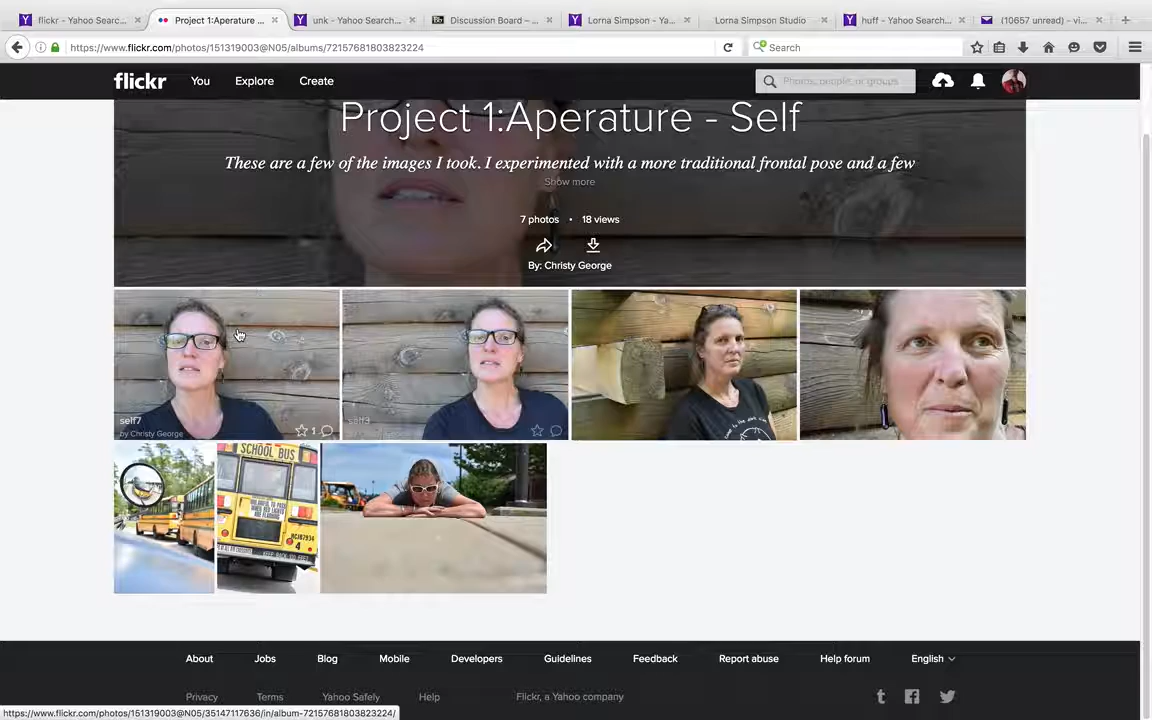 flickr - Yahoo Searc...
Project 1:Aperature ...
unk - Yahoo Search...
Discussion Board – ...
Lorna Simpson - Ya...
Lorna Simpson Studio
huff - Yahoo Search...
(10657 unread) - vi...
https://www.flickr.com/photos/151319003@N05/albums/72157681803823224
Search
flickr
You
Explore
Create
Photos, people, or groups
Project 1:Aperature - Self
These are a few of the images I took. I experimented with a more traditional frontal pose and a few
Show more
7 photos • 18 views
By: Christy George
self7
by Christy George
1
self3
SCHOOL BUS
4
About
Jobs
Blog
Mobile
Developers
Guidelines
Feedback
Report abuse
Help forum
English
Privacy
Terms
Yahoo Safely
Help
Flickr, a Yahoo company
https://www.flickr.com/photos/151319003@N05/35147117636/in/album-72157681803823224/